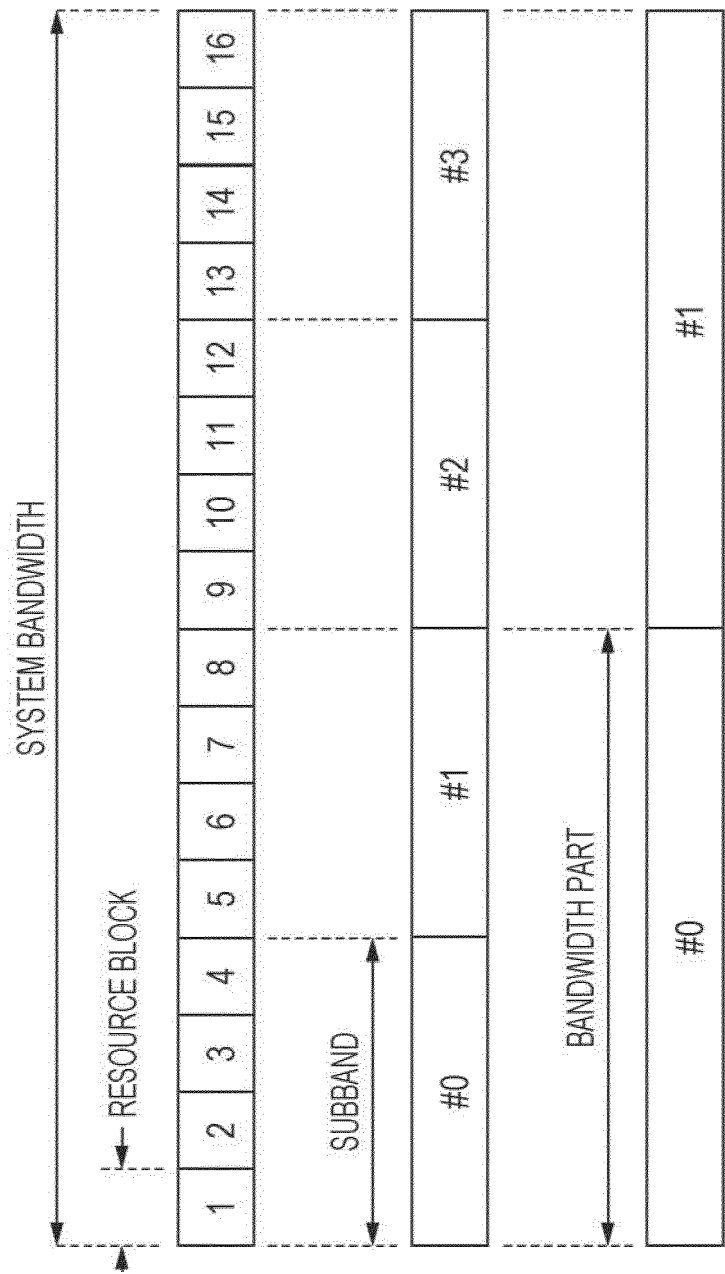 SYSTEM BANDWIDTH
RESOURCE BLOCK
1 2 3 4 5 6 7 8 9 10 11 12 13 14 15 16
SUBBAND
#0 #1 #2 #3
BANDWIDTH PART
#0 #1